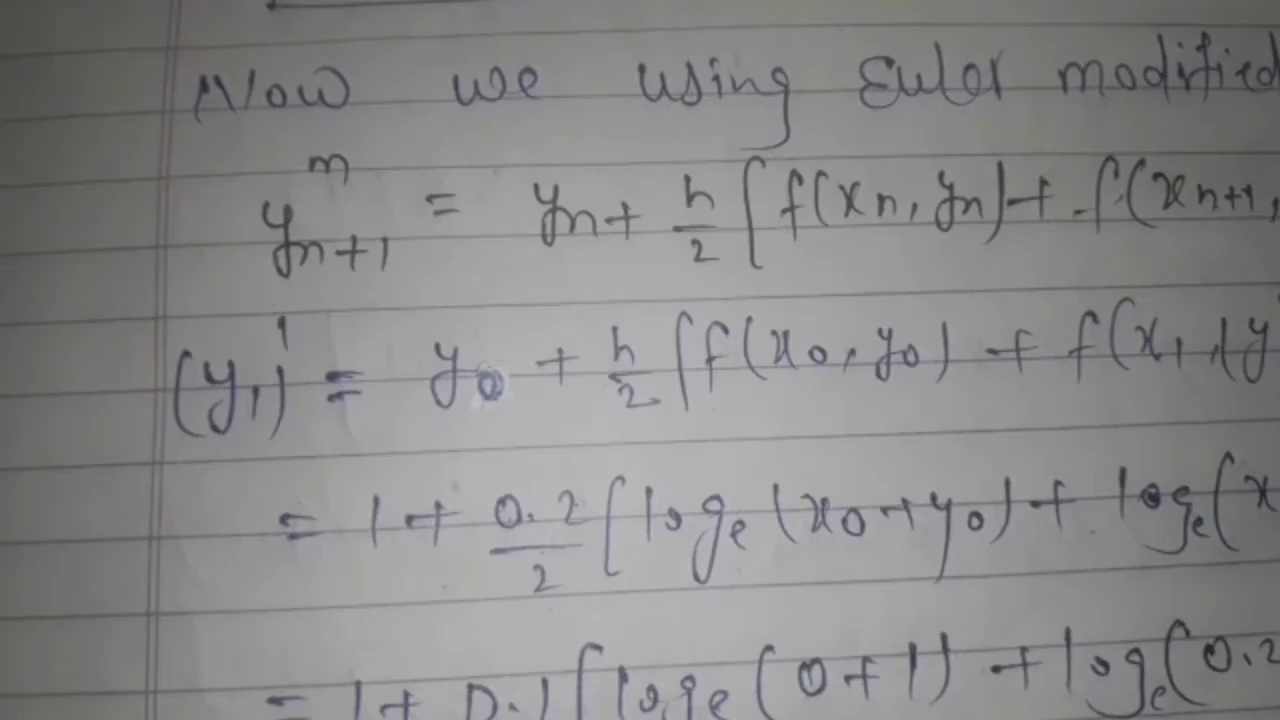 Now we using Euler modified
y_{n+1}^m = y_n + h/2 [f(x_n, y_n) + f(x_{n+1},
(y_1)^1 = y_0 + h/2 [f(x_0, y_0) + f(x_1, (y
= 1 + 0.2/2 [log_e (x_0 + y_0) + log_e (x
= 1 + 0.1 [log_e (0 + 1) + log_e (0.2